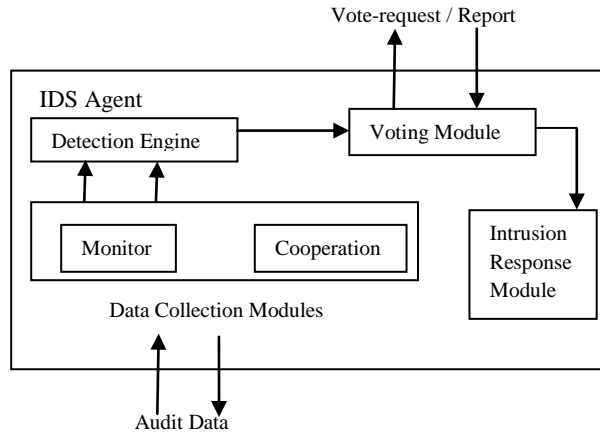 Vote-request / Report
IDS Agent
Detection Engine
Voting Module
Monitor
Cooperation
Intrusion
Response
Module
Data Collection Modules
Audit Data